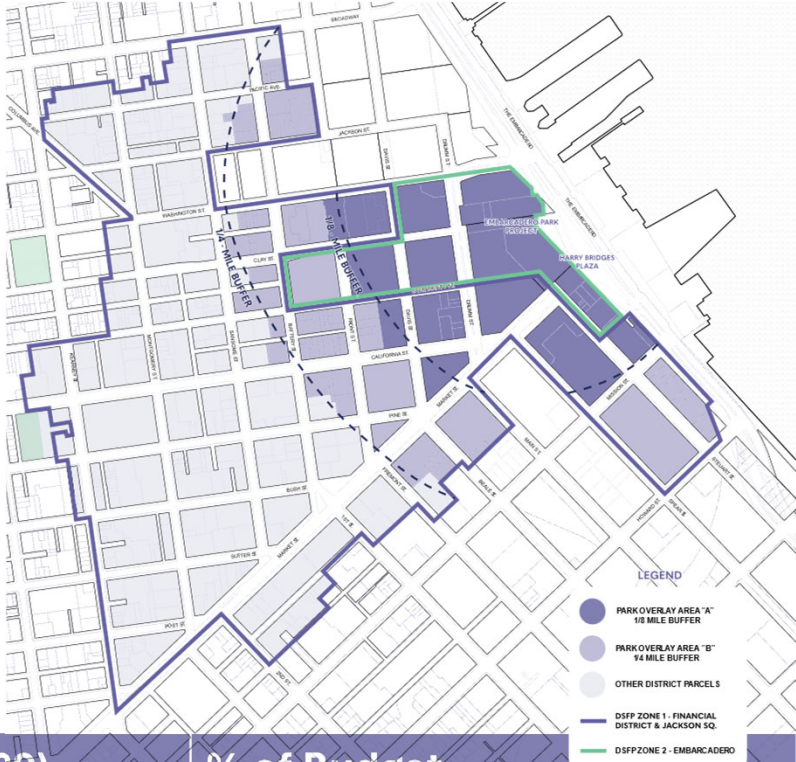 BROADWAY
PACIFIC AVE.
COLUMBUS AVE.
JACKSON ST.
THE EMBARCADERO
DAVIS ST.
DRUMM ST.
WASHINGTON ST.
THE EMBARCADERO
EMBARCADERO PARK
PROJECT
1/8 - MILE BUFFER
1/4 - MILE BUFFER
HARRY BRIDGES
PLAZA
CLAY ST.
KEARNEY ST.
MONTGOMERY ST.
SANSOME ST.
BATTERY ST.
FRONT ST.
DAVIS ST.
DRUMM ST.
CALIFORNIA ST.
MARKET ST.
MISSION ST.
PINE ST.
MAIN ST.
STEUART ST.
BUSH ST.
FREMONT ST.
BEALE ST.
SPEAR ST.
HOWARD ST.
1ST ST.
MARKET ST.
SUTTER ST.
POST ST.
2ND ST.
LEGEND
PARK OVERLAY AREA "A"
1/8 MILE BUFFER
PARK OVERLAY AREA "B"
1/4 MILE BUFFER
OTHER DISTRICT PARCELS
DSFP ZONE 1 - FINANCIAL
DISTRICT & JACKSON SQ.
DSFP ZONE 2 - EMBARCADERO
% of Budget